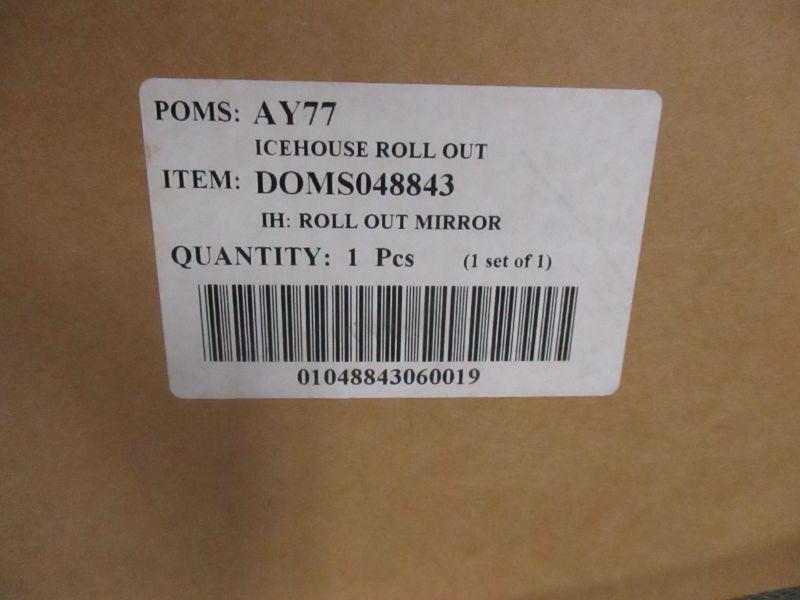 POMS: AY77
ICEHOUSE ROLL OUT
ITEM: DOMS048843
IH: ROLL OUT MIRROR
QUANTITY: 1 Pcs (1 set of 1)
01048843060019